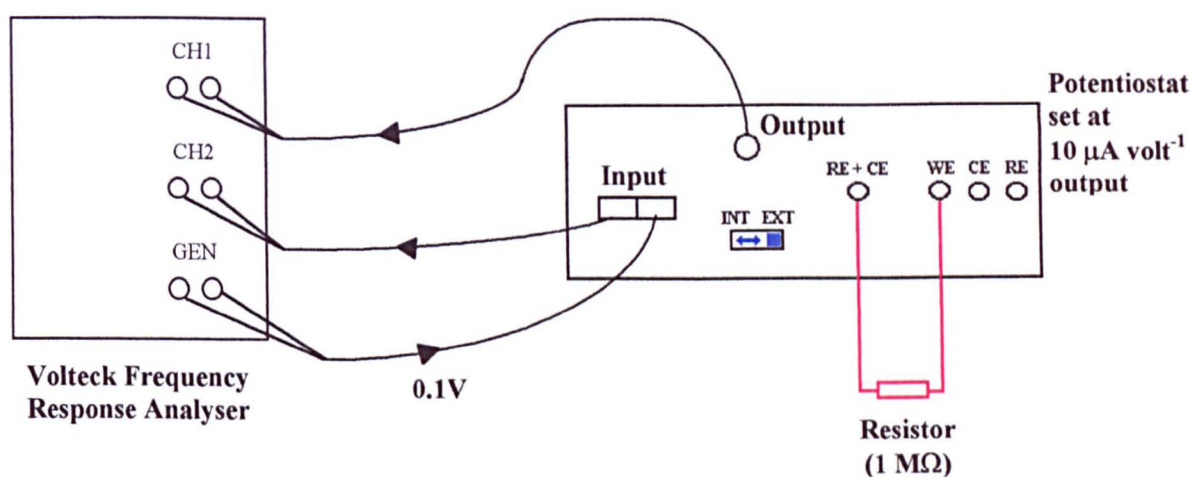 CH1
CH2
GEN
Volteck Frequency
Response Analyser
0.1V
Output
Input
INT EXT
RE + CE
WE CE RE
Potentiostat
set at
10 µA volt⁻¹
output
Resistor
(1 MΩ)